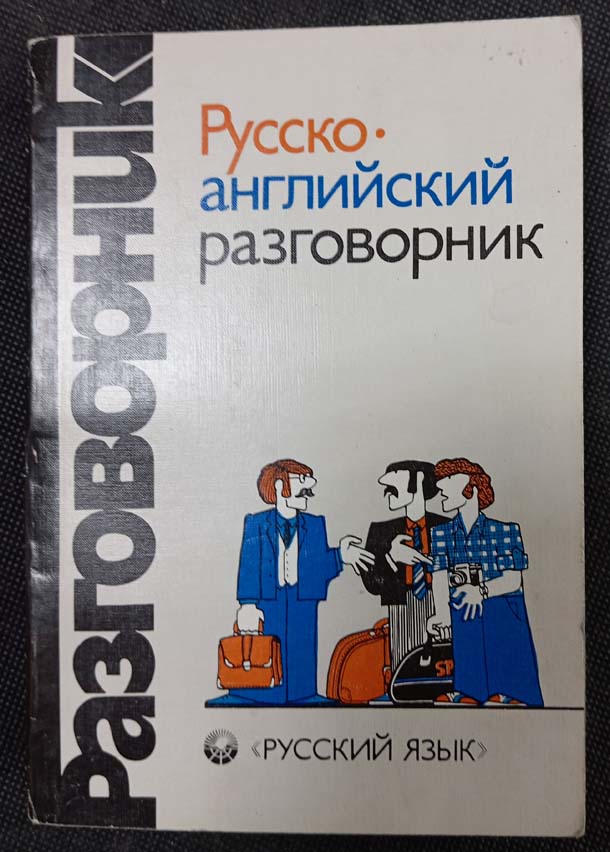 Разговорник
Русско-
английский
разговорник
SP
«РУССКИЙ ЯЗЫК»